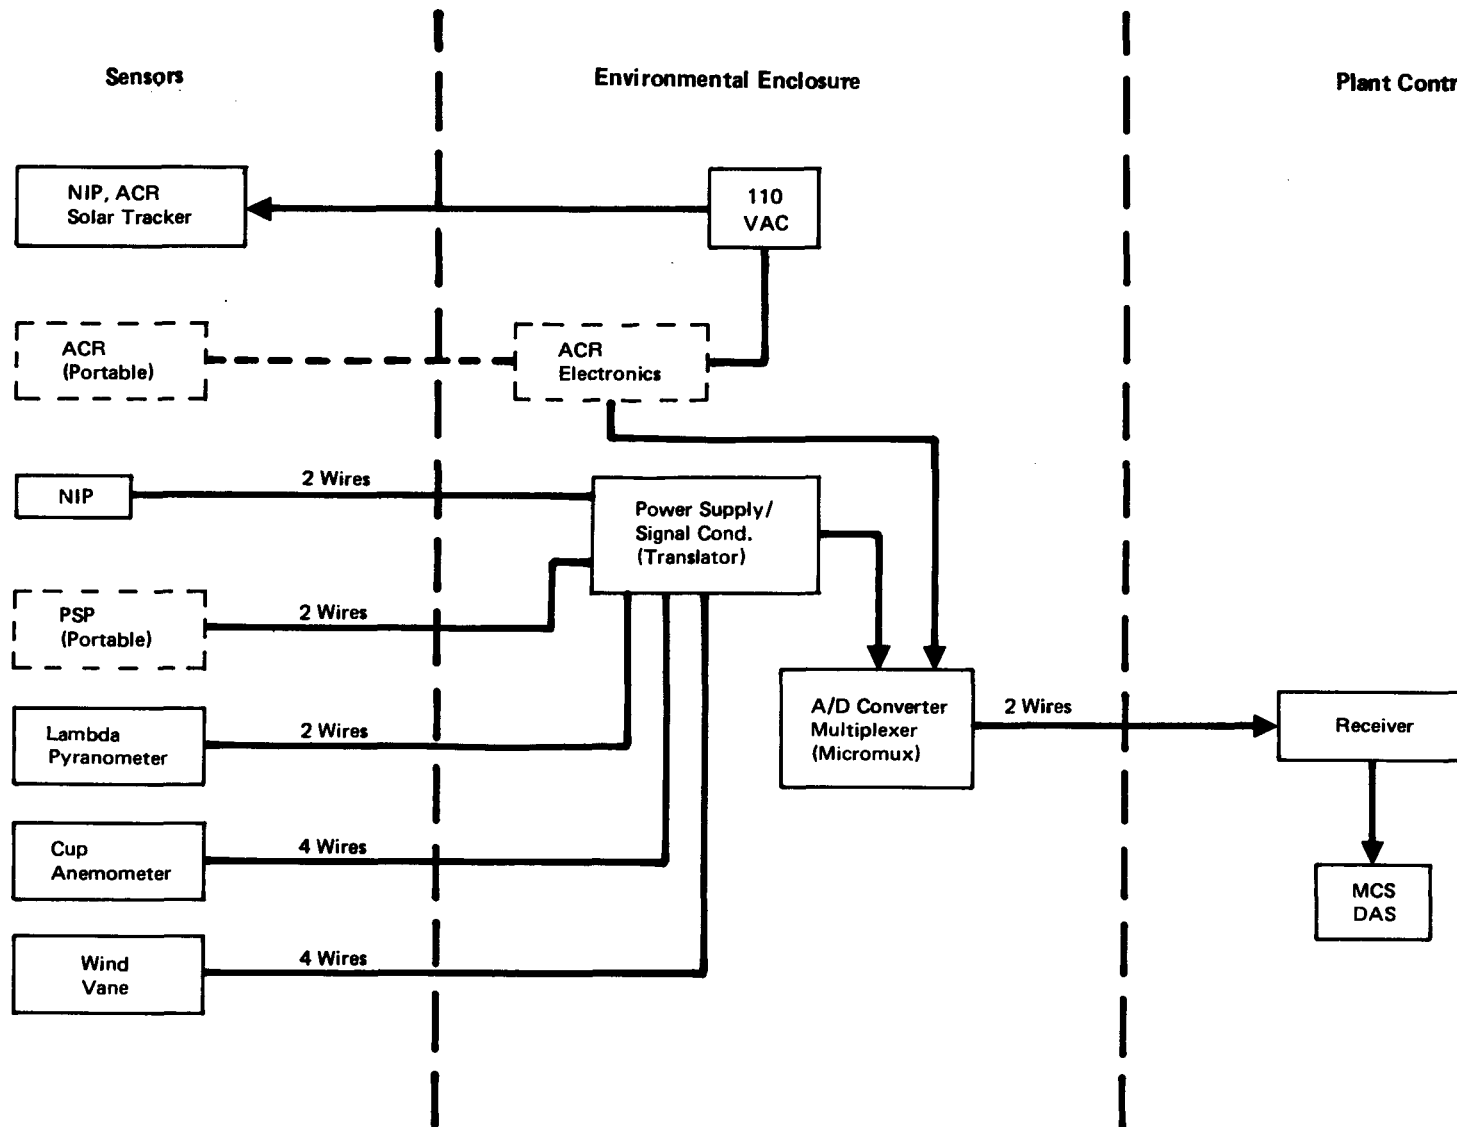 Sensors
Environmental Enclosure
Plant Contr
NIP, ACR
Solar Tracker
110
VAC
ACR
(Portable)
ACR
Electronics
NIP
2 Wires
Power Supply/
Signal Cond.
(Translator)
PSP
(Portable)
2 Wires
Lambda
Pyranometer
2 Wires
A/D Converter
Multiplexer
(Micromux)
2 Wires
Receiver
Cup
Anemometer
4 Wires
MCS
DAS
Wind
Vane
4 Wires